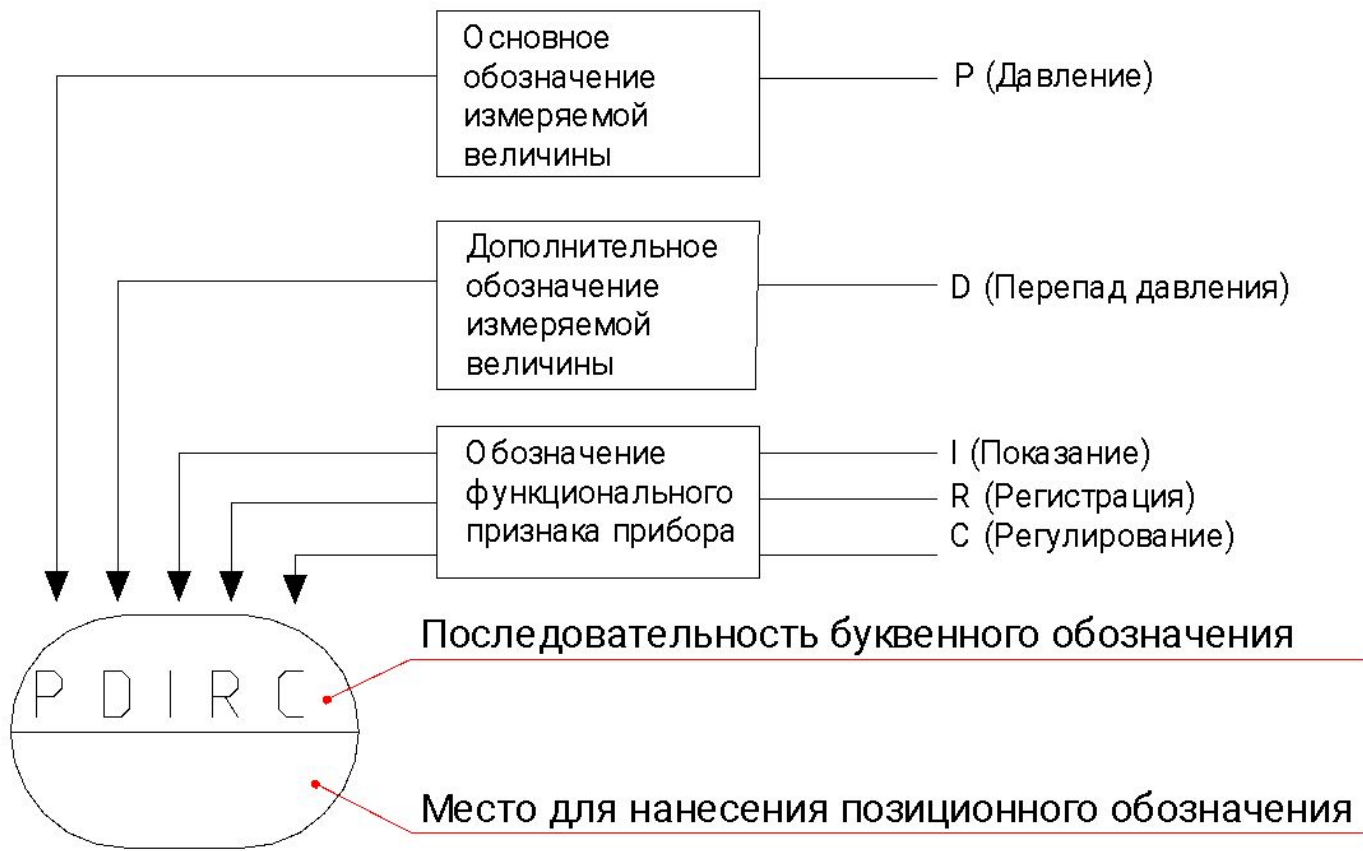 Основное
обозначение
измеряемой
величины
P (Давление)
Дополнительное
обозначение
измеряемой
величины
D (Перепад давления)
Обозначение
функционального
признака прибора
I (Показание)
R (Регистрация)
C (Регулирование)
Последовательность буквенного обозначения
P D I R C
Место для нанесения позиционного обозначения